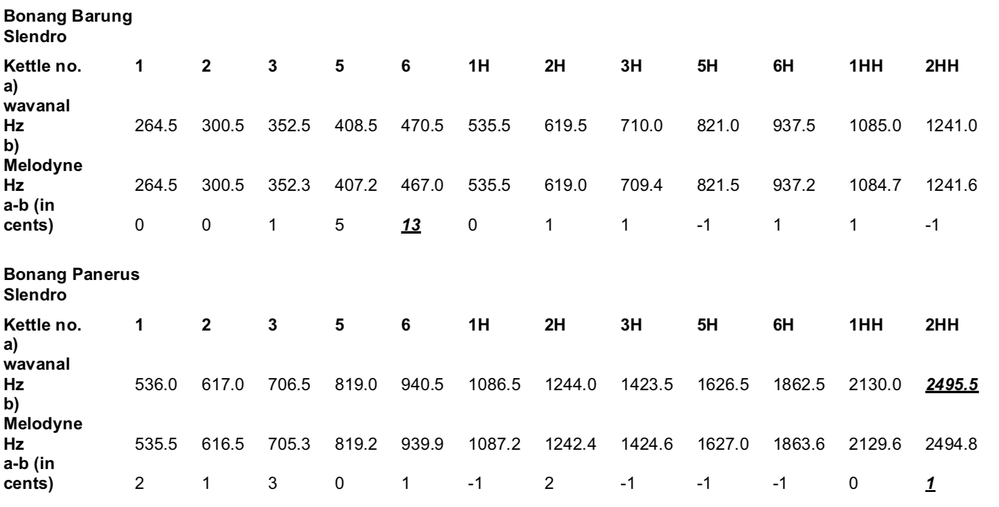 Bonang Barung
Slendro
Kettle no. 1 2 3 5 6 1H 2H 3H 5H 6H 1HH 2HH
a)
wavanal
Hz 264.5 300.5 352.5 408.5 470.5 535.5 619.5 710.0 821.0 937.5 1085.0 1241.0
b)
Melodyne
Hz 264.5 300.5 352.3 407.2 467.0 535.5 619.0 709.4 821.5 937.2 1084.7 1241.6
a-b (in
cents) 0 0 1 5 13 0 1 1 -1 1 1 -1
Bonang Panerus
Slendro
Kettle no. 1 2 3 5 6 1H 2H 3H 5H 6H 1HH 2HH
a)
wavanal
Hz 536.0 617.0 706.5 819.0 940.5 1086.5 1244.0 1423.5 1626.5 1862.5 2130.0 2495.5
b)
Melodyne
Hz 535.5 616.5 705.3 819.2 939.9 1087.2 1242.4 1424.6 1627.0 1863.6 2129.6 2494.8
a-b (in
cents) 2 1 3 0 1 -1 2 -1 -1 -1 0 1